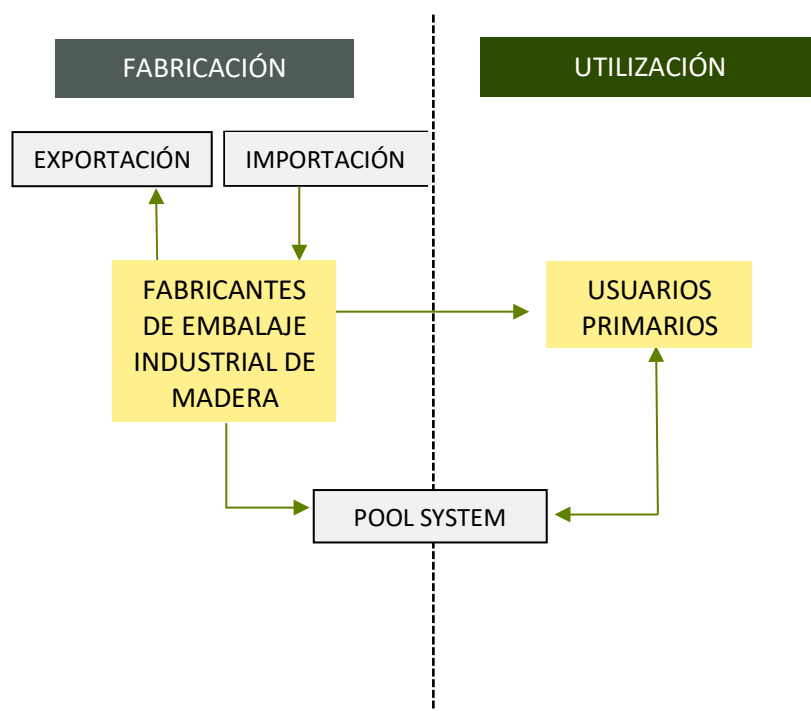 FABRICACIÓN
UTILIZACIÓN
EXPORTACIÓN
IMPORTACIÓN
FABRICANTES
DE EMBALAJE
INDUSTRIAL DE
MADERA
USUARIOS
PRIMARIOS
POOL SYSTEM